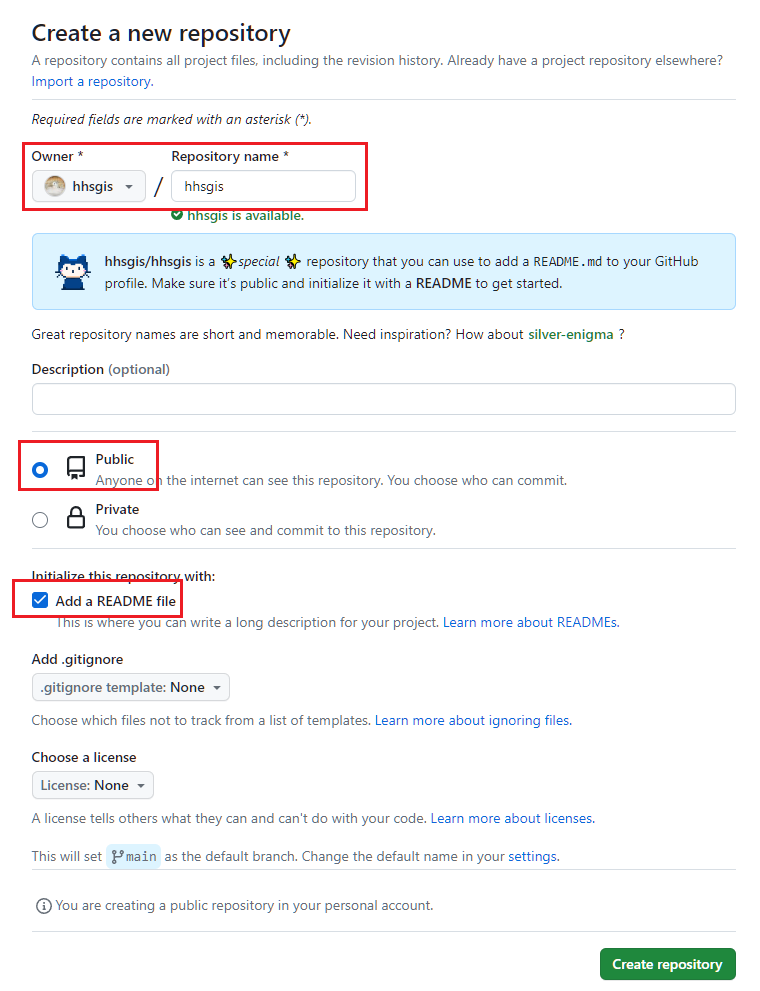 Create a new repository
A repository contains all project files, including the revision history. Already have a project repository elsewhere?
Import a repository.
Required fields are marked with an asterisk (*).
Owner * Repository name *
hhsgis / hhsgis
hhsgis is available.
hhsgis/hhsgis is a ✨special ✨ repository that you can use to add a README.md to your GitHub
profile. Make sure it's public and initialize it with a README to get started.
Great repository names are short and memorable. Need inspiration? How about silver-enigma ?
Description (optional)
Public
Anyone on the internet can see this repository. You choose who can commit.
Private
You choose who can see and commit to this repository.
Initialize this repository with:
Add a README file
This is where you can write a long description for your project. Learn more about READMEs.
Add .gitignore
.gitignore template: None
Choose which files not to track from a list of templates. Learn more about ignoring files.
Choose a license
License: None
A license tells others what they can and can't do with your code. Learn more about licenses.
This will set main as the default branch. Change the default name in your settings.
You are creating a public repository in your personal account.
Create repository